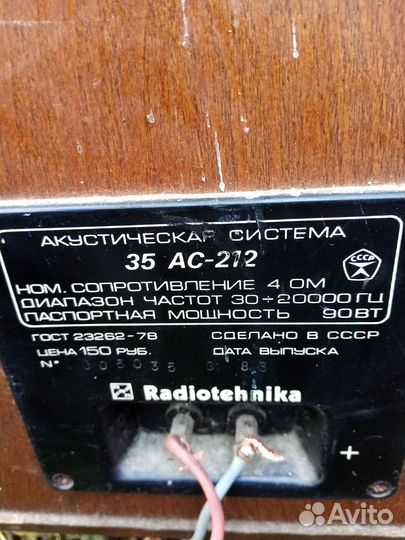 АКУСТИЧЕСКАЯ СИСТЕМА
35 АС-212
СССР
НОМ. СОПРОТИВЛЕНИЕ 4 ОМ
ДИАПАЗОН ЧАСТОТ 30÷20000 ГЦ
ПАСПОРТНАЯ МОЩНОСТЬ 90 ВТ
ГОСТ 23262-78 СДЕЛАНО В СССР
ЦЕНА 150 РУБ. ДАТА ВЫПУСКА
N°
Radiotehnika
+
Avito